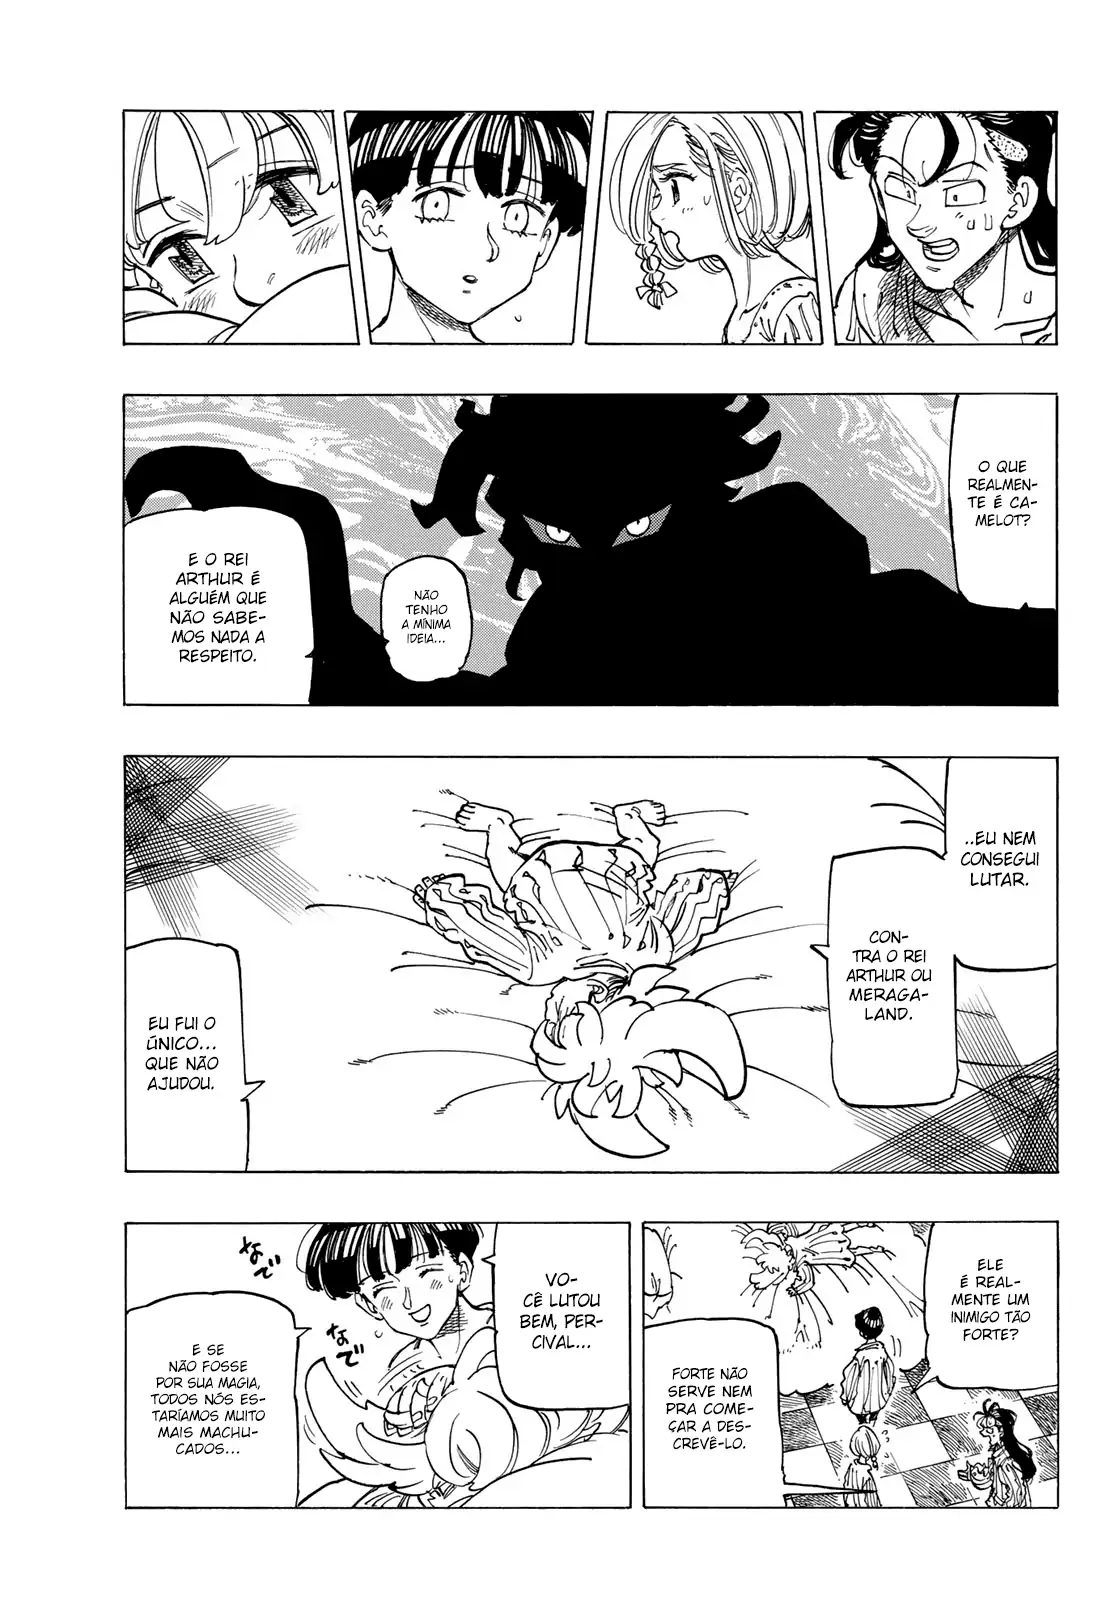 O QUE
REALMEN-
TE É CA-
MELOT?
NÃO
TENHO
A MÍNIMA
IDEIA...
E O REI
ARTHUR É
ALGUÉM QUE
NÃO SABE-
MOS NADA A
RESPEITO.
..EU NEM
CONSEGUI
LUTAR.
CON-
TRA O REI
ARTHUR OU
MERAGA-
LAND.
EU FUI O
ÚNICO...
QUE NÃO
AJUDOU.
ELE
É REAL-
MENTE UM
INIMIGO TÃO
FORTE?
FORTE NÃO
SERVE NEM
PRA COME-
ÇAR A DES-
CREVÊ-LO.
VO-
CÊ LUTOU
BEM, PER-
CIVAL...
なで
なで
E SE
NÃO FOSSE
POR SUA MAGIA,
TODOS NÓS ES-
TARÍAMOS MUITO
MAIS MACHU-
CADOS...